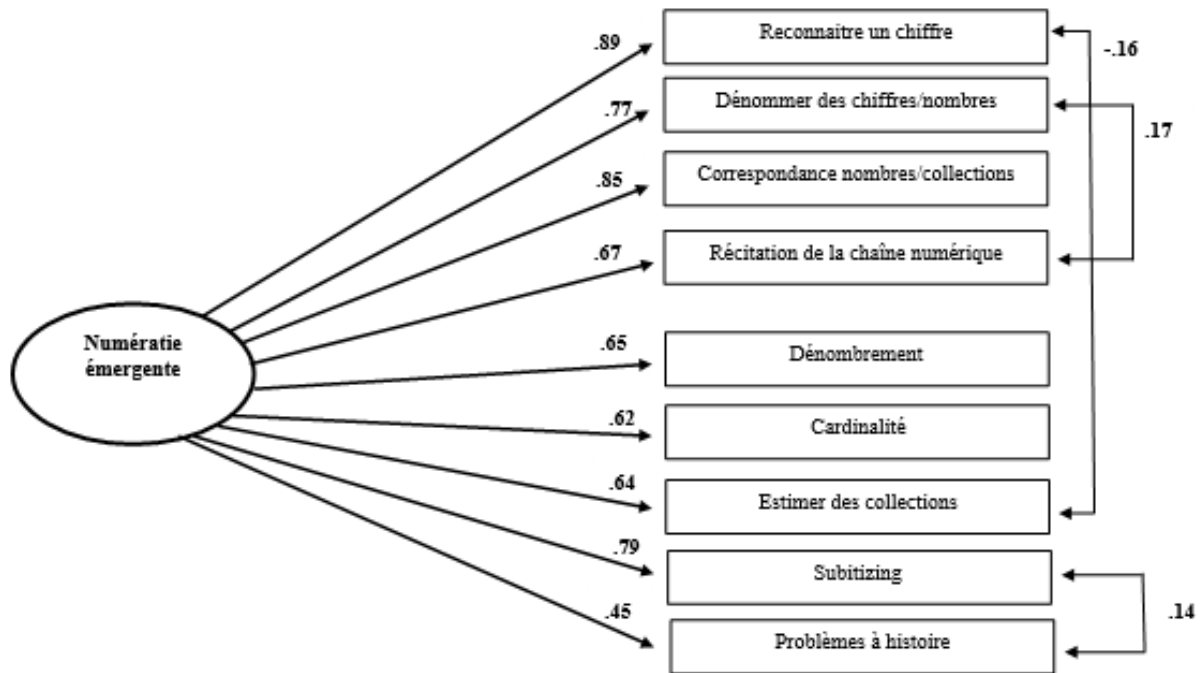 Reconnaitre un chiffre
.89
-.16
Dénommer des chiffres/nombres
.77
.17
Correspondance nombres/collections
.85
Récitation de la chaîne numérique
.67
Numératie
émergente
Dénombrement
.65
Cardinalité
.62
Estimer des collections
.64
Subitizing
.79
.14
Problèmes à histoire
.45